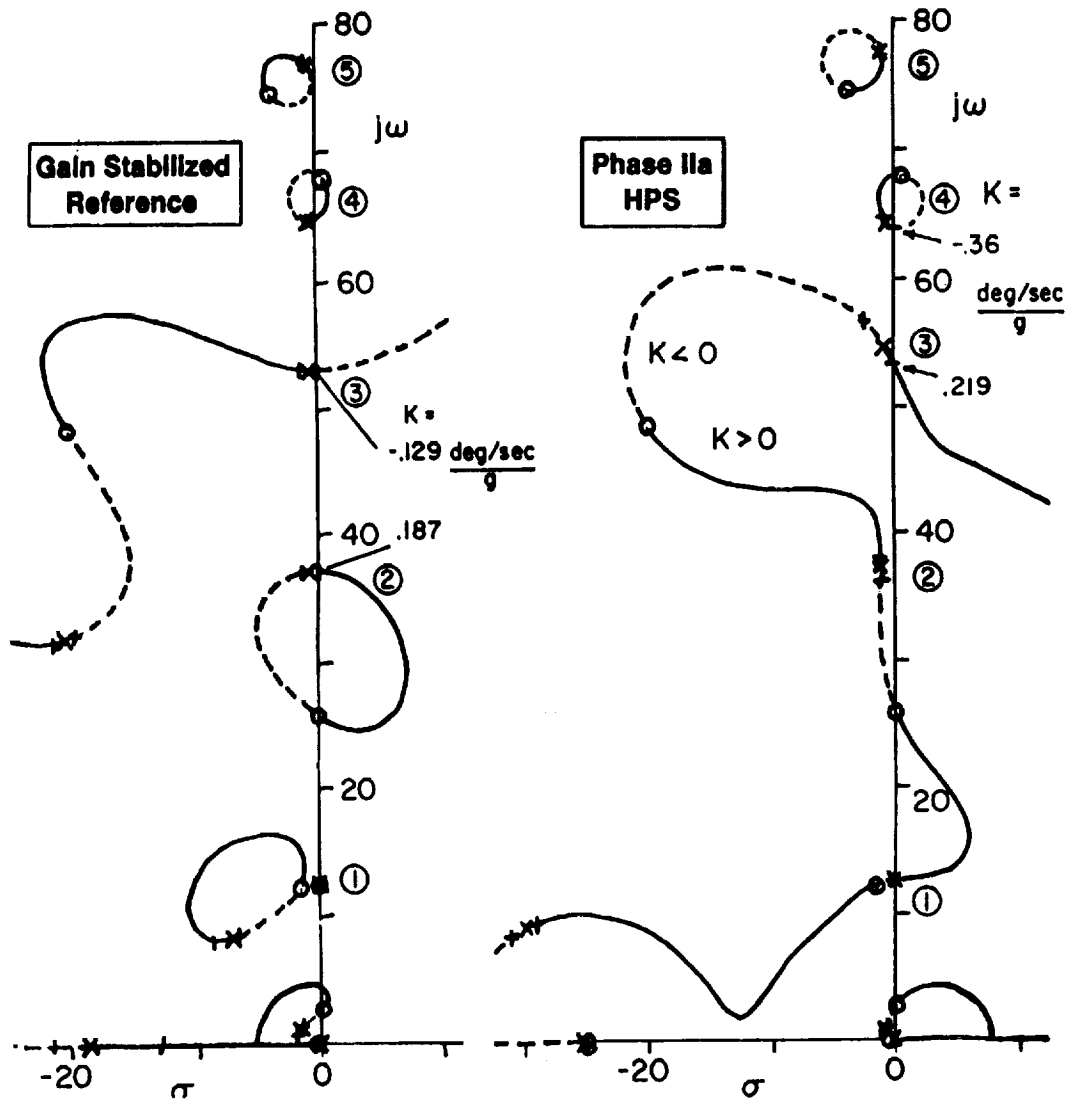 80
⑤
jω
Gain Stabilized
Reference
④
60
③
K =
-.129 deg/sec
g
40
.187
②
20
①
-20
0
σ
80
⑤
jω
Phase IIa
HPS
④
K =
-.36
60
deg/sec
g
③
K < 0
.219
K > 0
40
②
20
①
-20
0
σ